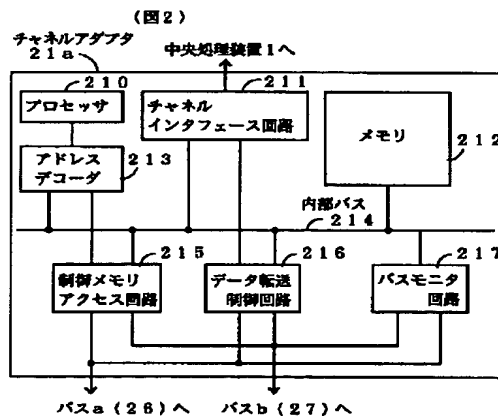 (図2)
チャネルアダプタ
21a
中央処理装置1へ
210
プロセッサ
211
チャネル
インタフェース回路
メモリ
212
アドレス
デコーダ
213
内部バス
214
215
制御メモリ
アクセス回路
216
データ転送
制御回路
217
バスモニタ
回路
バスa(26)へ
バスb(27)へ